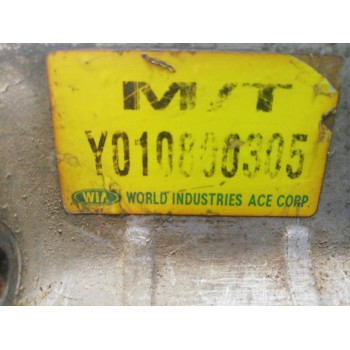 M/T
Y010800305
WIA WORLD INDUSTRIES ACE CORP.